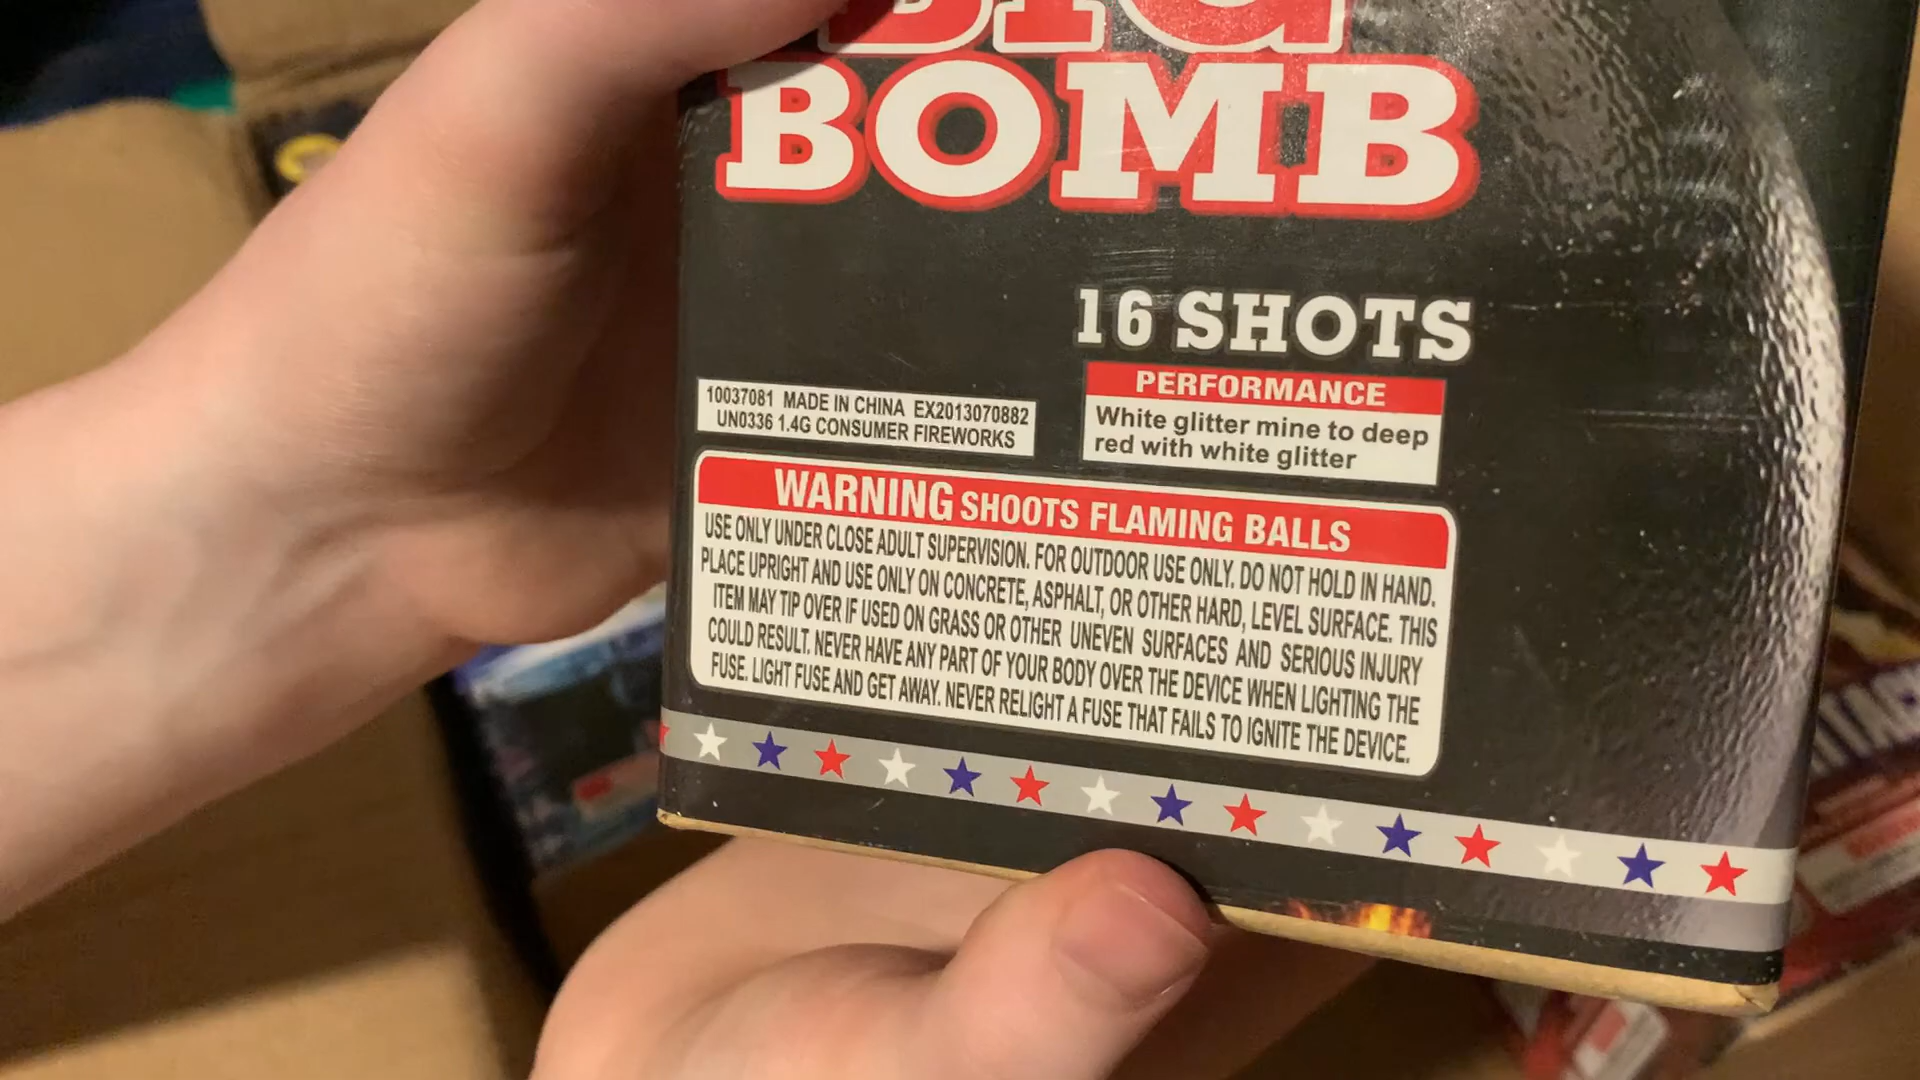 BIG
BOMB
16 SHOTS
PERFORMANCE
White glitter mine to deep
red with white glitter
10037081 MADE IN CHINA EX2013070882
UN0336 1.4G CONSUMER FIREWORKS
WARNING SHOOTS FLAMING BALLS
USE ONLY UNDER CLOSE ADULT SUPERVISION. FOR OUTDOOR USE ONLY. DO NOT HOLD IN HAND.
PLACE UPRIGHT AND USE ONLY ON CONCRETE, ASPHALT, OR OTHER HARD, LEVEL SURFACE. THIS
ITEM MAY TIP OVER IF USED ON GRASS OR OTHER UNEVEN SURFACES AND SERIOUS INJURY
COULD RESULT. NEVER HAVE ANY PART OF YOUR BODY OVER THE DEVICE WHEN LIGHTING THE
FUSE. LIGHT FUSE AND GET AWAY. NEVER RELIGHT A FUSE THAT FAILS TO IGNITE THE DEVICE.